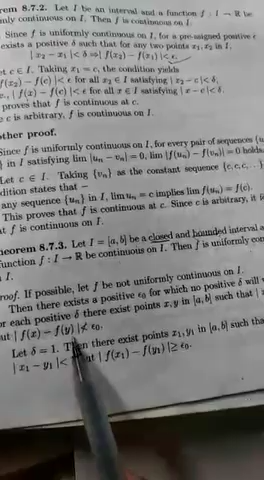 rem 8.7.2. Let I be an interval and a function f : I → ℝ be
mly continuous on I. Then f is continuous on I.
Since f is uniformly continuous on I, for a pre-assigned positive ε
exists a positive δ such that for any two points x₁, x₂ in I,
| x₂ − x₁ |< δ ⇒| f(x₂) − f(x₁) |< ε.
et c ∈ I. Taking x₁ = c, the condition yields
f(x₂) − f(c) |< ε for all x₂ ∈ I satisfying | x₂ − c |< δ,
f(x) − f(c) |< ε for all x ∈ I satisfying | x − c |< δ.
proves that f is continuous at c.
c is arbitrary, f is continuous on I.
other proof.
Since f is uniformly continuous on I, for every pair of sequences {u
in I satisfying lim | uₙ − vₙ |= 0, lim | f(uₙ) − f(vₙ) |= 0 holds
Let c ∈ I. Taking {vₙ} as the constant sequence {c, c, c, . .
dition states that –
any sequence {uₙ} in I, lim uₙ = c implies lim f(uₙ) = f(c).
This proves that f is continuous at c. Since c is arbitrary, it
at f is continuous on I.
heorem 8.7.3. Let I = [a, b] be a closed and bounded interval a
function f : I → ℝ be continuous on I. Then f is uniformly con
I.
roof. If possible, let f be not uniformly continuous on I.
Then there exists a positive ε₀ for which no positive δ will
or each positive δ there exist points x, y in [a, b] such that |
ut | f(x) − f(y) |≮ ε₀.
Let δ = 1. Then there exist points x₁, y₁ in [a, b] such tha
| x₁ − y₁ |< ut | f(x₁) − f(y₁) |≥ ε₀.